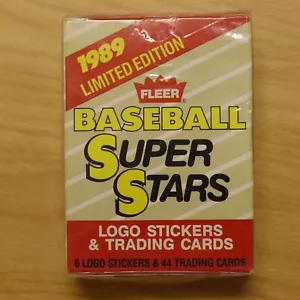 1989
LIMITED EDITION
FLEER
BASEBALL
SUPER
STARS
LOGO STICKERS
& TRADING CARDS
6 LOGO STICKERS & 44 TRADING CARDS